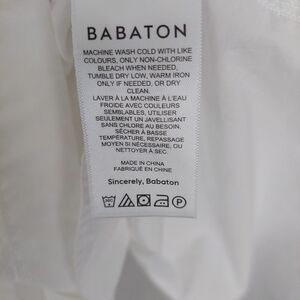 BABATON
MACHINE WASH COLD WITH LIKE
COLOURS, ONLY NON-CHLORINE
BLEACH WHEN NEEDED,
TUMBLE DRY LOW, WARM IRON
ONLY IF NEEDED, OR DRY
CLEAN.
LAVER À LA MACHINE À L'EAU
FROIDE AVEC COULEURS
SEMBLABLES, UTILISER
SEULEMENT UN JAVELLISANT
SANS CHLORE AU BESOIN,
SÉCHER À BASSE
TEMPÉRATURE, REPASSAGE
MOYEN SI NÉCESSAIRE, OU
NETTOYER À SEC.
MADE IN CHINA
FABRIQUÉ EN CHINE
Sincerely, Babaton
P